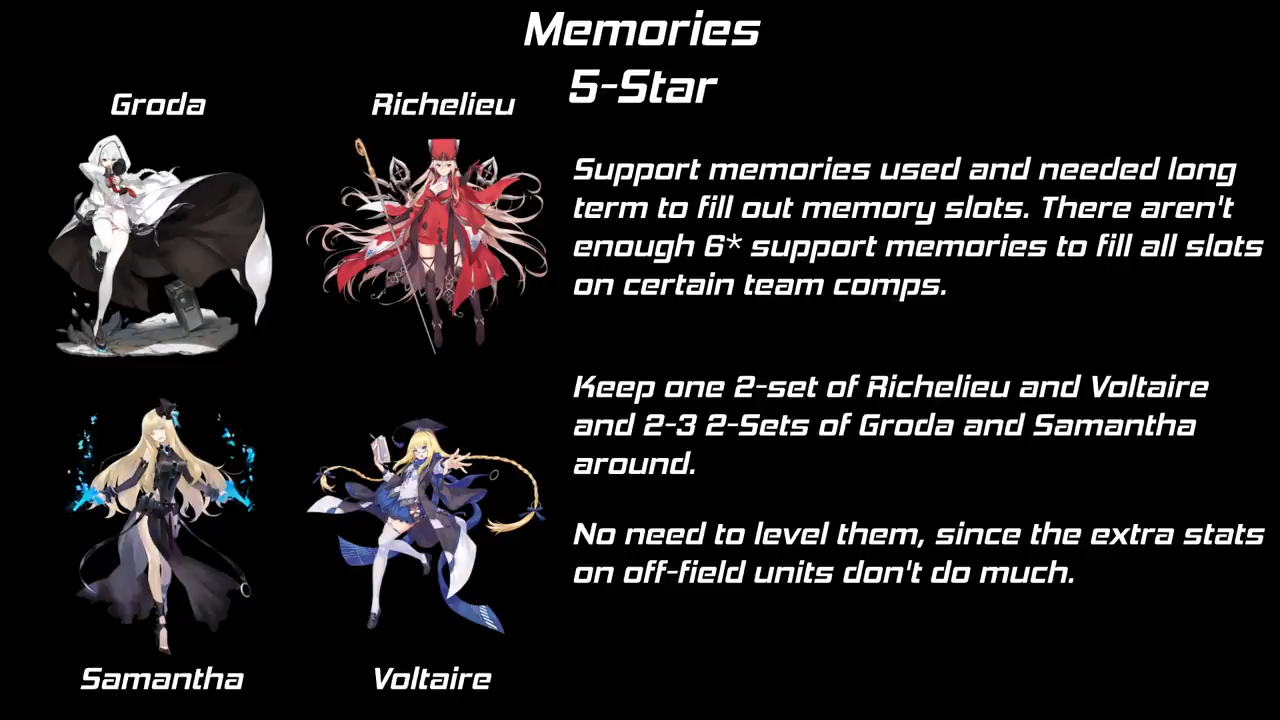 Memories
5-Star
Groda
Richelieu
Support memories used and needed long
term to fill out memory slots. There aren't
enough 6* support memories to fill all slots
on certain team comps.
Keep one 2-set of Richelieu and Voltaire
and 2-3 2-Sets of Groda and Samantha
around.
No need to level them, since the extra stats
on off-field units don't do much.
Samantha
Voltaire